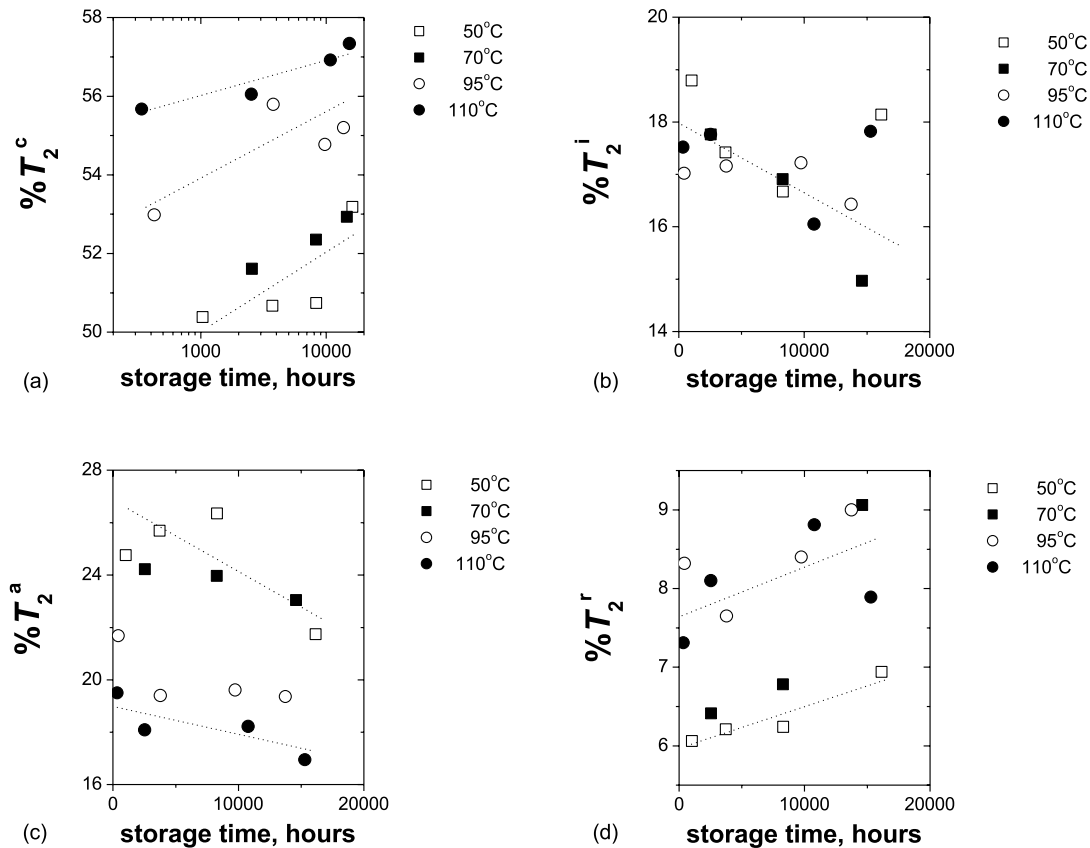 58
56
54
52
50
1000
10000
%T₂ᶜ
storage time, hours
(a)
50°C
70°C
95°C
110°C
20
18
16
14
0
10000
20000
%T₂ⁱ
storage time, hours
(b)
50°C
70°C
95°C
110°C
28
24
20
16
0
10000
20000
%T₂ᵃ
storage time, hours
(c)
50°C
70°C
95°C
110°C
9
8
7
6
0
10000
20000
%T₂ʳ
storage time, hours
(d)
50°C
70°C
95°C
110°C